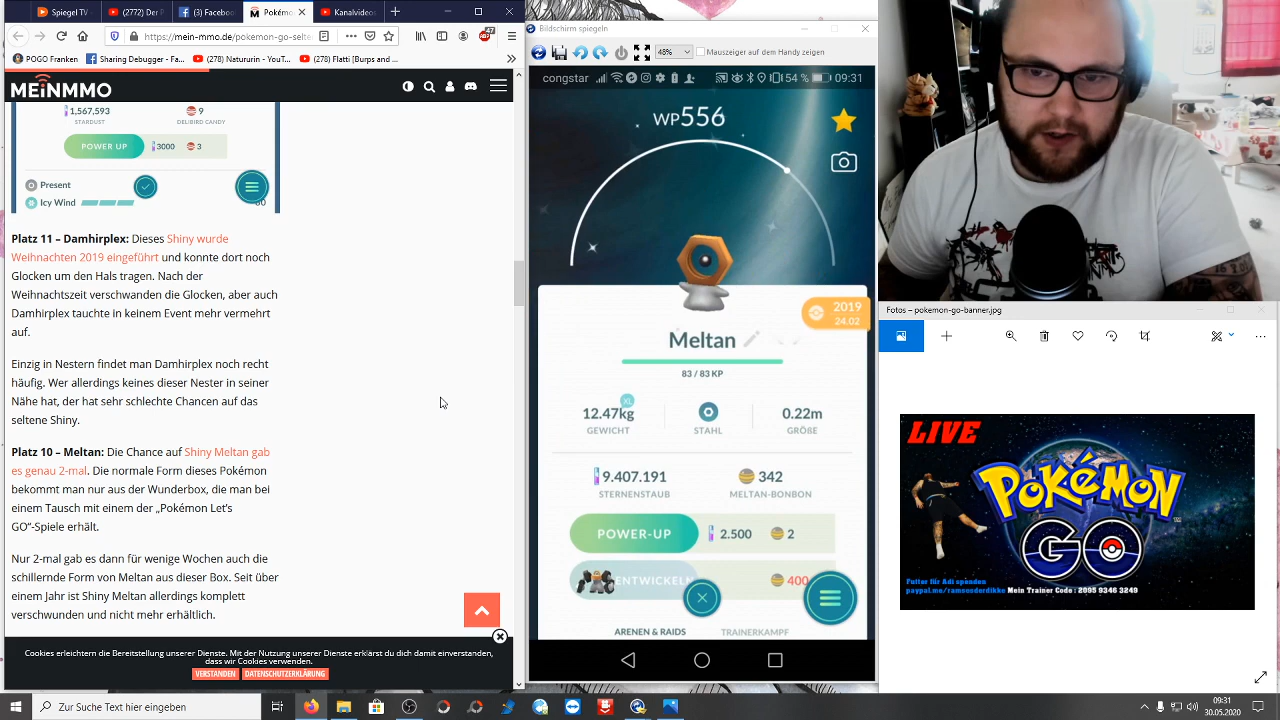 Spiegel TV
(2772) Der R
(3) Faceboo
Pokémo
Kanalvideos
https://mein-mmo.de/pokemon-go-selte
47
POGO Franken
Sharing Debugger - Fa...
(278) Natururin - YouT...
(278) Flatti [Burps and ...
MEiNMMO
1,567,593
9
STARDUST
DELIBIRD CANDY
POWER UP
3000
3
Present
Icy Wind
60
Platz 11 – Damhirplex: Dieses Shiny wurde
Weihnachten 2019 eingeführt und konnte dort noch
Glocken um den Hals tragen. Nach der
Weihnachtszeit verschwanden die Glocken, aber auch
Damhirplex tauchte in keinem Event mehr vermehrt
auf.
Einzig in Nestern findet man Damhirplex noch recht
häufig. Wer allerdings keines dieser Nester in seiner
Nähe hat, der hat sehr schlechte Chancen auf das
seltene Shiny.
Platz 10 – Meltan: Die Chance auf Shiny Meltan gab
es genau 2-mal. Die normale Form dieses Pokémon
bekommt man nur aus der Wunderbox, die man bei
einem Tausch mit einem der „Pokémon Let's
GO“-Spiele erhält.
Nur 2-mal gab es dann für wenige Wochen auch die
schillernde Form von Meltan aus dieser Box. Seit über
einem Jahr ist Shiny Meltan allerdings komplett
verschwunden und nicht mehr erhältlich.
Cookies erleichtern die Bereitstellung unserer Dienste. Mit der Nutzung unserer Dienste erklärst du dich damit einverstanden,
dass wir Cookies verwenden.
VERSTANDEN
DATENSCHUTZERKLÄRUNG
Bildschirm spiegeln
48%
Mauszeiger auf dem Handy zeigen
congstar
54 %
09:31
WP556
2019
24.02
Meltan
83 / 83 KP
XL
12.47kg
0.22m
GEWICHT
STAHL
GRÖßE
9.407.191
342
STERNENSTAUB
MELTAN-BONBON
POWER-UP
2.500
2
ENTWICKELN
400
ARENEN & RAIDS
TRAINERKAMPF
Fotos – pokemon-go-banner.jpg
LIVE
POKéMON
GO
Futter für Adi spenden
paypal.me/ramsesderdikke Mein Trainer Code : 2095 9346 3249
Zur Suche Text hier eingeben
09:31
30.05.2020